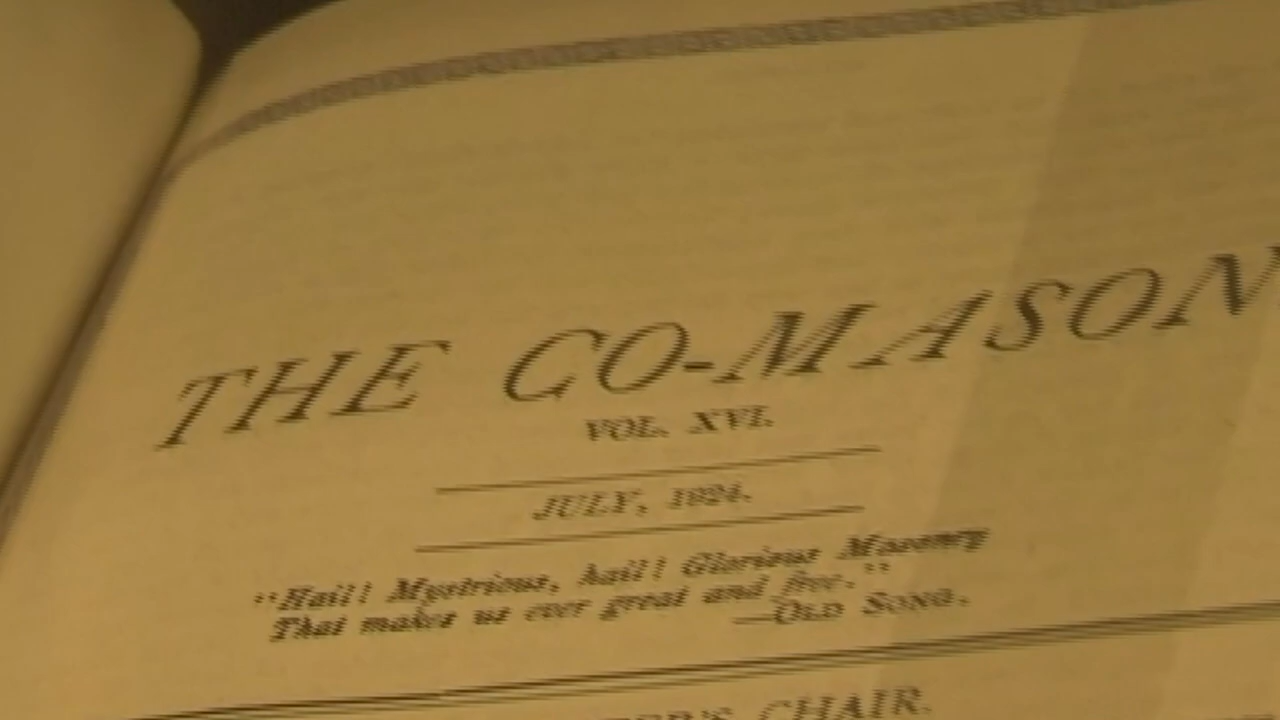 THE CO-MASON
VOL. XVI.
JULY, 1924.
"Hail! Mystrious, hail! Glorious Masonry
That makes us ever great and free."
—OLD SONG.
CHAIR.